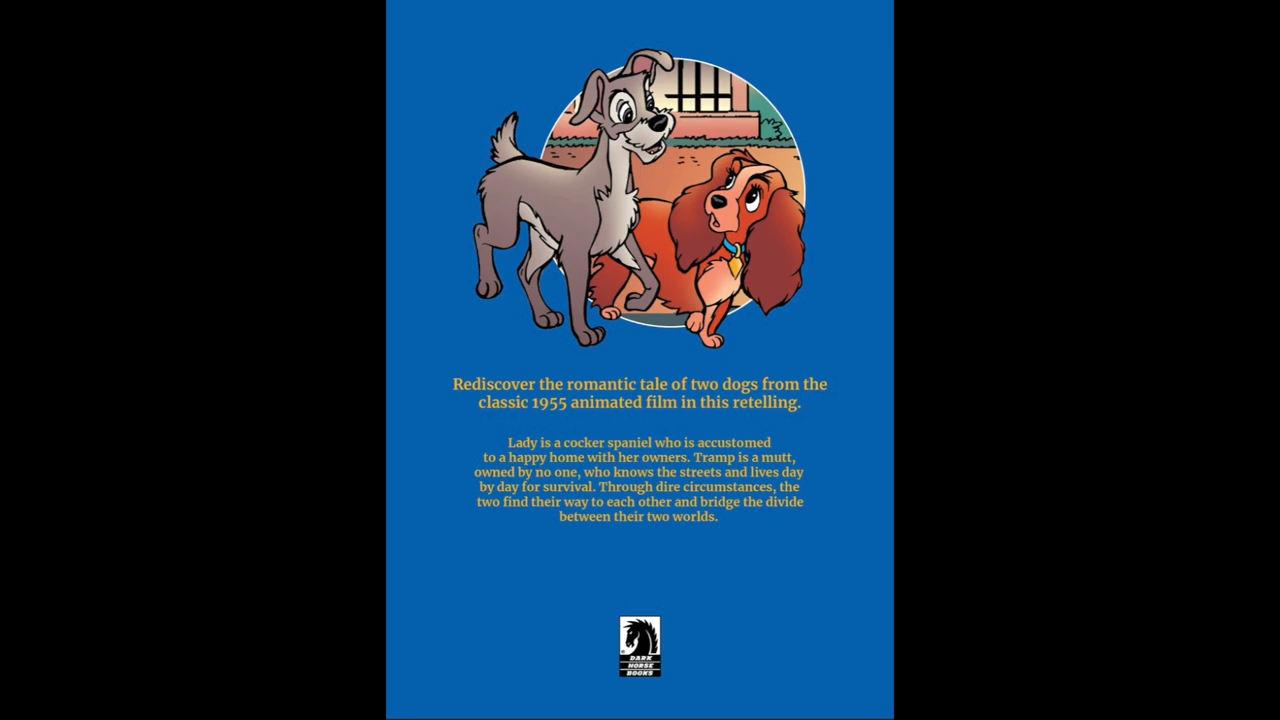 Rediscover the romantic tale of two dogs from the
classic 1955 animated film in this retelling.
Lady is a cocker spaniel who is accustomed
to a happy home with her owners. Tramp is a mutt,
owned by no one, who knows the streets and lives day
by day for survival. Through dire circumstances, the
two find their way to each other and bridge the divide
between their two worlds.
DARK
HORSE
BOOKS